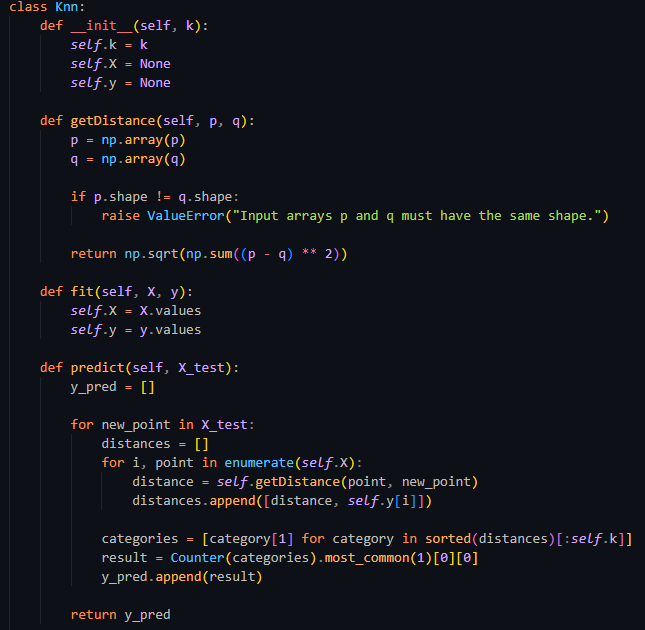 class Knn:
    def __init__(self, k):
        self.k = k
        self.X = None
        self.y = None

    def getDistance(self, p, q):
        p = np.array(p)
        q = np.array(q)

        if p.shape != q.shape:
            raise ValueError("Input arrays p and q must have the same shape.")

        return np.sqrt(np.sum((p - q) ** 2))

    def fit(self, X, y):
        self.X = X.values
        self.y = y.values

    def predict(self, X_test):
        y_pred = []

        for new_point in X_test:
            distances = []
            for i, point in enumerate(self.X):
                distance = self.getDistance(point, new_point)
                distances.append([distance, self.y[i]])

            categories = [category[1] for category in sorted(distances)[:self.k]]
            result = Counter(categories).most_common(1)[0][0]
            y_pred.append(result)

        return y_pred